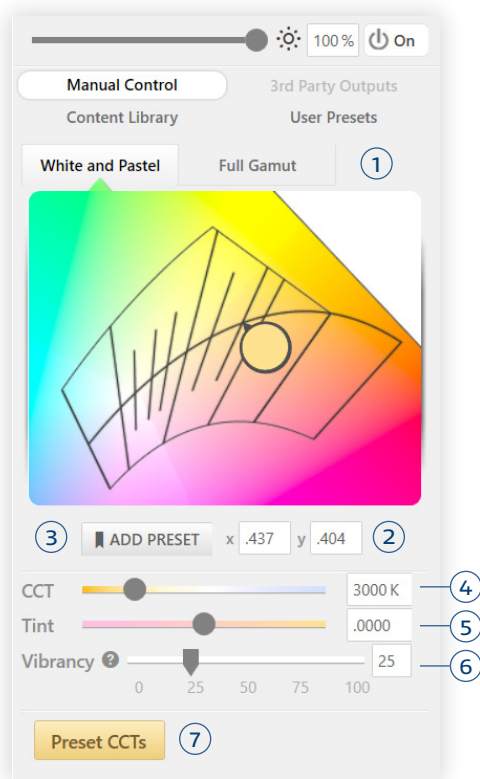 100 % On
Manual Control 3rd Party Outputs
Content Library User Presets
White and Pastel Full Gamut 1
3 ADD PRESET x .437 y .404 2
CCT 3000 K 4
Tint .0000 5
Vibrancy ? 25 6
0 25 50 75 100
Preset CCTs 7